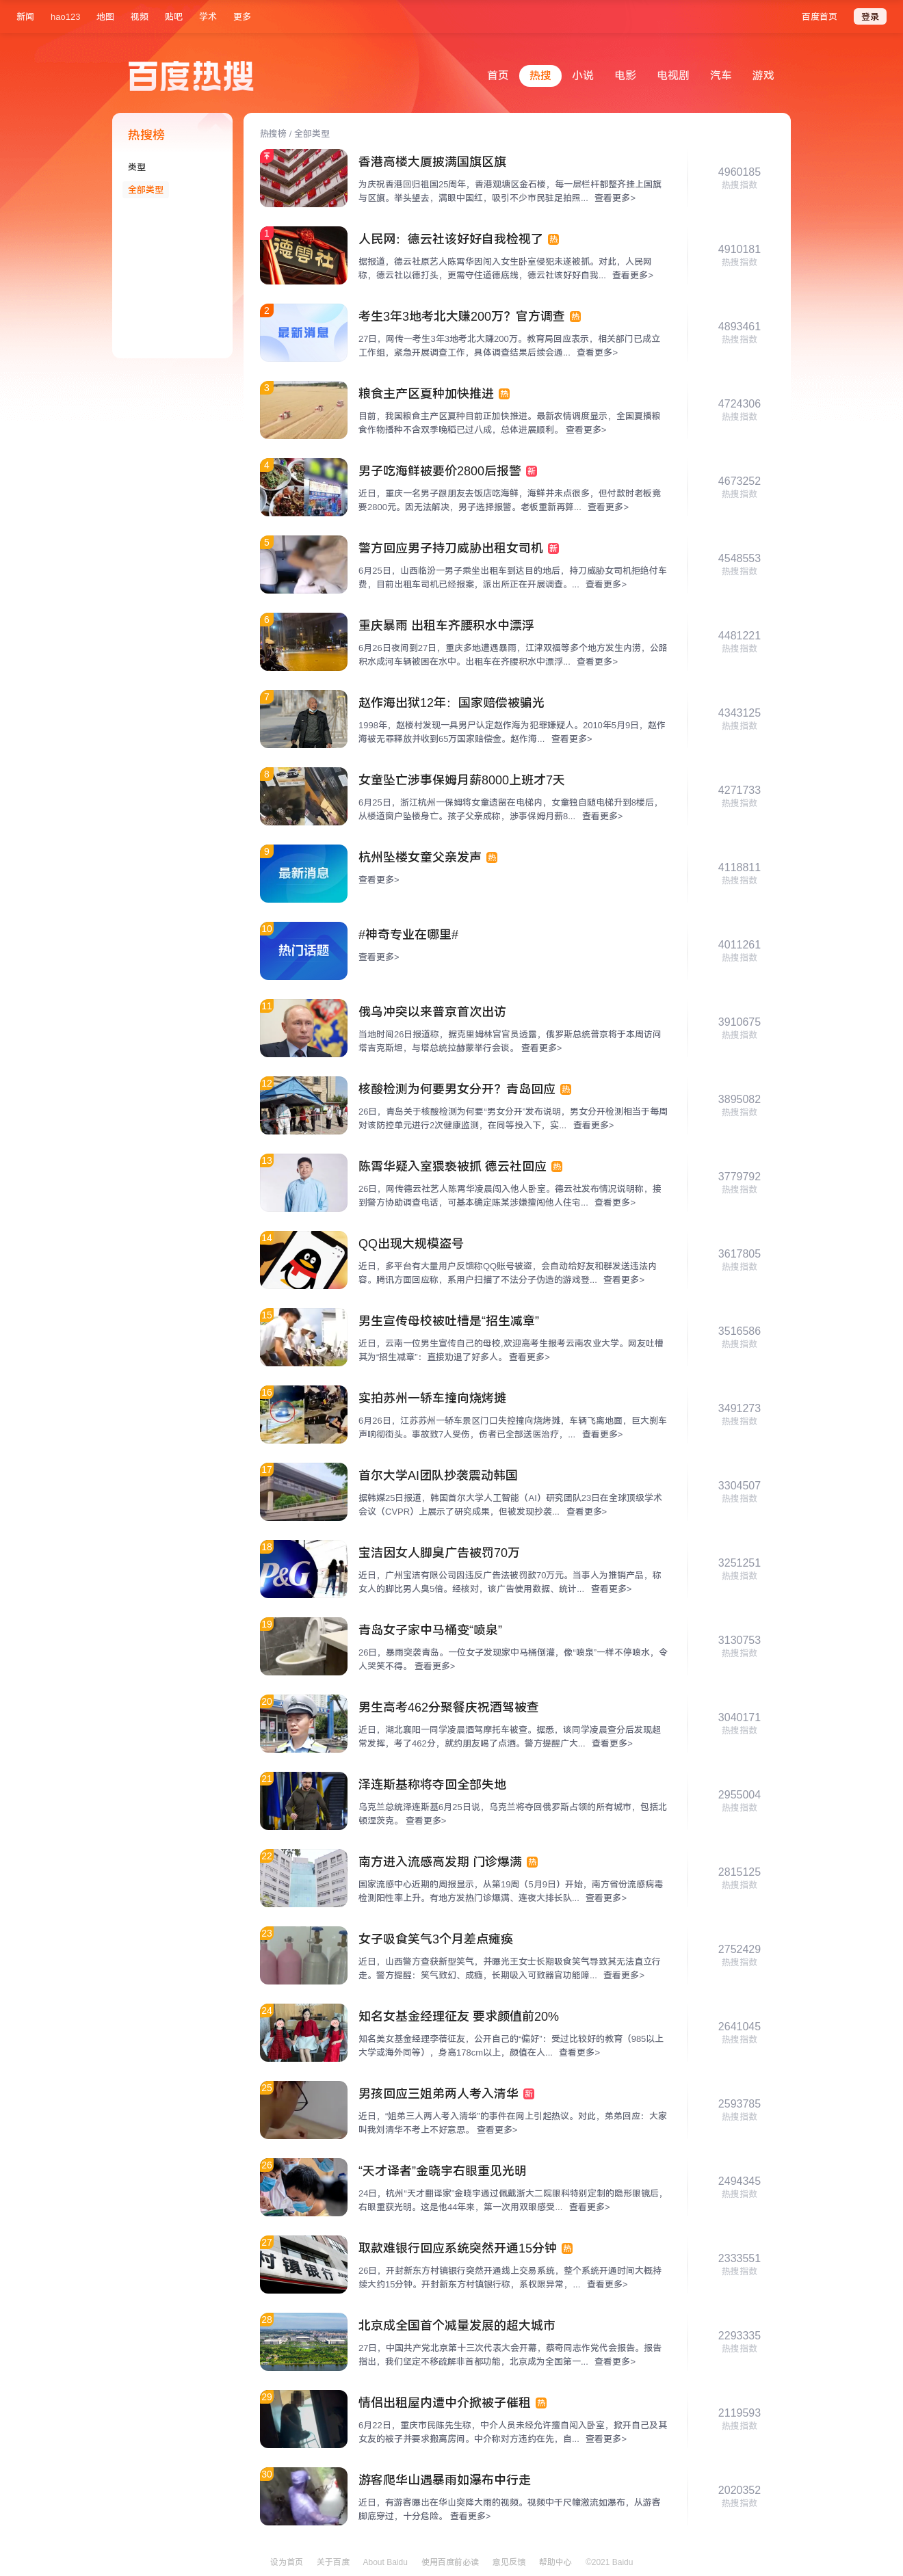 新闻 hao123 地图 视频 贴吧 学术 更多 百度首页 登录
百度热搜 首页 热搜 小说 电影 电视剧 汽车 游戏
热搜榜
类型
全部类型
热搜榜 / 全部类型
香港高楼大厦披满国旗区旗
为庆祝香港回归祖国25周年，香港观塘区金石楼，每一层栏杆都整齐挂上国旗
与区旗。举头望去，满眼中国红，吸引不少市民驻足拍照... 查看更多>
4960185
热搜指数
1
人民网：德云社该好好自我检视了 热
据报道，德云社原艺人陈霄华因闯入女生卧室侵犯未遂被抓。对此，人民网
称，德云社以德打头，更需守住道德底线，德云社该好好自我... 查看更多>
4910181
热搜指数
2
最新消息
考生3年3地考北大赚200万？官方调查 热
27日，网传一考生3年3地考北大赚200万。教育局回应表示，相关部门已成立
工作组，紧急开展调查工作，具体调查结果后续会通... 查看更多>
4893461
热搜指数
3
粮食主产区夏种加快推进 热
目前，我国粮食主产区夏种目前正加快推进。最新农情调度显示，全国夏播粮
食作物播种不含双季晚稻已过八成，总体进展顺利。 查看更多>
4724306
热搜指数
4
男子吃海鲜被要价2800后报警 新
近日，重庆一名男子跟朋友去饭店吃海鲜，海鲜并未点很多，但付款时老板竟
要2800元。因无法解决，男子选择报警。老板重新再算... 查看更多>
4673252
热搜指数
5
警方回应男子持刀威胁出租女司机 新
6月25日，山西临汾一男子乘坐出租车到达目的地后，持刀威胁女司机拒绝付车
费，目前出租车司机已经报案，派出所正在开展调查。... 查看更多>
4548553
热搜指数
6
重庆暴雨 出租车齐腰积水中漂浮
6月26日夜间到27日，重庆多地遭遇暴雨，江津双福等多个地方发生内涝，公路
积水成河车辆被困在水中。出租车在齐腰积水中漂浮... 查看更多>
4481221
热搜指数
7
赵作海出狱12年：国家赔偿被骗光
1998年，赵楼村发现一具男尸认定赵作海为犯罪嫌疑人。2010年5月9日，赵作
海被无罪释放并收到65万国家赔偿金。赵作海... 查看更多>
4343125
热搜指数
8
女童坠亡涉事保姆月薪8000上班才7天
6月25日，浙江杭州一保姆将女童遗留在电梯内，女童独自随电梯升到8楼后，
从楼道窗户坠楼身亡。孩子父亲成称，涉事保姆月薪8... 查看更多>
4271733
热搜指数
9
最新消息
杭州坠楼女童父亲发声 热
查看更多>
4118811
热搜指数
10
热门话题
#神奇专业在哪里#
查看更多>
4011261
热搜指数
11
俄乌冲突以来普京首次出访
当地时间26日报道称，据克里姆林宫官员透露，俄罗斯总统普京将于本周访问
塔吉克斯坦，与塔总统拉赫蒙举行会谈。 查看更多>
3910675
热搜指数
12
核酸检测为何要男女分开？青岛回应 热
26日，青岛关于核酸检测为何要“男女分开”发布说明，男女分开检测相当于每周
对该防控单元进行2次健康监测，在同等投入下，实... 查看更多>
3895082
热搜指数
13
陈霄华疑入室猥亵被抓 德云社回应 热
26日，网传德云社艺人陈霄华凌晨闯入他人卧室。德云社发布情况说明称，接
到警方协助调查电话，可基本确定陈某涉嫌擅闯他人住宅... 查看更多>
3779792
热搜指数
14
QQ出现大规模盗号
近日，多平台有大量用户反馈称QQ账号被盗，会自动给好友和群发送违法内
容。腾讯方面回应称，系用户扫描了不法分子伪造的游戏登... 查看更多>
3617805
热搜指数
15
男生宣传母校被吐槽是“招生减章”
近日，云南一位男生宣传自己的母校,欢迎高考生报考云南农业大学。网友吐槽
其为“招生减章”：直接劝退了好多人。 查看更多>
3516586
热搜指数
16
实拍苏州一轿车撞向烧烤摊
6月26日，江苏苏州一轿车景区门口失控撞向烧烤摊，车辆飞离地面，巨大刹车
声响彻街头。事故致7人受伤，伤者已全部送医治疗，... 查看更多>
3491273
热搜指数
17
首尔大学AI团队抄袭震动韩国
据韩媒25日报道，韩国首尔大学人工智能（AI）研究团队23日在全球顶级学术
会议（CVPR）上展示了研究成果，但被发现抄袭... 查看更多>
3304507
热搜指数
18
P&G
宝洁因女人脚臭广告被罚70万
近日，广州宝洁有限公司因违反广告法被罚款70万元。当事人为推销产品，称
女人的脚比男人臭5倍。经核对，该广告使用数据、统计... 查看更多>
3251251
热搜指数
19
青岛女子家中马桶变“喷泉”
26日，暴雨突袭青岛。一位女子发现家中马桶倒灌，像“喷泉”一样不停喷水，令
人哭笑不得。 查看更多>
3130753
热搜指数
20
男生高考462分聚餐庆祝酒驾被查
近日，湖北襄阳一同学凌晨酒驾摩托车被查。据悉，该同学凌晨查分后发现超
常发挥，考了462分，就约朋友喝了点酒。警方提醒广大... 查看更多>
3040171
热搜指数
21
泽连斯基称将夺回全部失地
乌克兰总统泽连斯基6月25日说，乌克兰将夺回俄罗斯占领的所有城市，包括北
顿涅茨克。 查看更多>
2955004
热搜指数
22
南方进入流感高发期 门诊爆满 热
国家流感中心近期的周报显示，从第19周（5月9日）开始，南方省份流感病毒
检测阳性率上升。有地方发热门诊爆满、连夜大排长队... 查看更多>
2815125
热搜指数
23
女子吸食笑气3个月差点瘫痪
近日，山西警方查获新型笑气，并曝光王女士长期吸食笑气导致其无法直立行
走。警方提醒：笑气致幻、成瘾，长期吸入可致器官功能障... 查看更多>
2752429
热搜指数
24
知名女基金经理征友 要求颜值前20%
知名美女基金经理李蓓征友，公开自己的“偏好”：受过比较好的教育（985以上
大学或海外同等），身高178cm以上，颜值在人... 查看更多>
2641045
热搜指数
25
男孩回应三姐弟两人考入清华 新
近日，“姐弟三人两人考入清华”的事件在网上引起热议。对此，弟弟回应：大家
叫我刘清华不考上不好意思。 查看更多>
2593785
热搜指数
26
“天才译者”金晓宇右眼重见光明
24日，杭州“天才翻译家”金晓宇通过佩戴浙大二院眼科特别定制的隐形眼镜后，
右眼重获光明。这是他44年来，第一次用双眼感受... 查看更多>
2494345
热搜指数
27
村镇银行
取款难银行回应系统突然开通15分钟 热
26日，开封新东方村镇银行突然开通线上交易系统，整个系统开通时间大概持
续大约15分钟。开封新东方村镇银行称，系权限异常，... 查看更多>
2333551
热搜指数
28
北京成全国首个减量发展的超大城市
27日，中国共产党北京第十三次代表大会开幕，蔡奇同志作党代会报告。报告
指出，我们坚定不移疏解非首都功能，北京成为全国第一... 查看更多>
2293335
热搜指数
29
情侣出租屋内遭中介掀被子催租 热
6月22日，重庆市民陈先生称，中介人员未经允许擅自闯入卧室，掀开自己及其
女友的被子并要求搬离房间。中介称对方违约在先，自... 查看更多>
2119593
热搜指数
30
游客爬华山遇暴雨如瀑布中行走
近日，有游客曝出在华山突降大雨的视频。视频中千尺幢激流如瀑布，从游客
脚底穿过，十分危险。 查看更多>
2020352
热搜指数
设为首页 关于百度 About Baidu 使用百度前必读 意见反馈 帮助中心 ©2021 Baidu